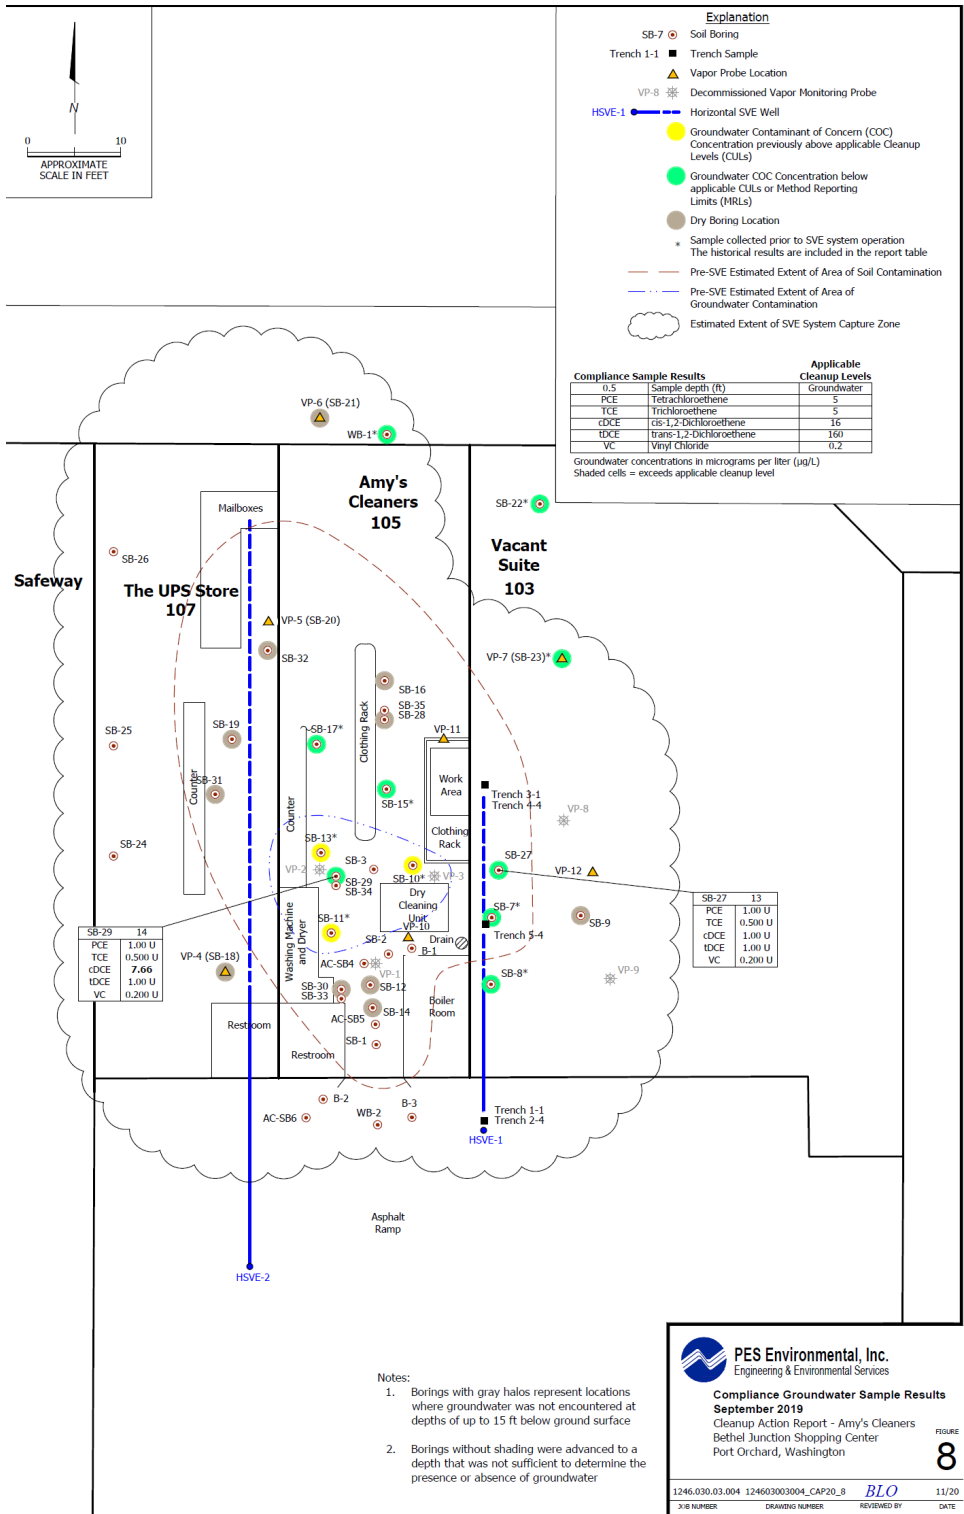 N
0 10
APPROXIMATE
SCALE IN FEET
Explanation
SB-7 Soil Boring
Trench 1-1 Trench Sample
Vapor Probe Location
VP-8 Decommissioned Vapor Monitoring Probe
HSVE-1 Horizontal SVE Well
Groundwater Contaminant of Concern (COC)
Concentration previously above applicable Cleanup
Levels (CULs)
Groundwater COC Concentration below
applicable CULs or Method Reporting
Limits (MRLs)
Dry Boring Location
* Sample collected prior to SVE system operation
The historical results are included in the report table
Pre-SVE Estimated Extent of Area of Soil Contamination
Pre-SVE Estimated Extent of Area of
Groundwater Contamination
Estimated Extent of SVE System Capture Zone
Applicable
Compliance Sample Results Cleanup Levels
0.5 Sample depth (ft) Groundwater
PCE Tetrachloroethene 5
TCE Trichloroethene 5
cDCE cis-1,2-Dichloroethene 16
tDCE trans-1,2-Dichloroethene 160
VC Vinyl Chloride 0.2
Groundwater concentrations in micrograms per liter (µg/L)
Shaded cells = exceeds applicable cleanup level
VP-6 (SB-21)
WB-1*
Amy's
Cleaners
105
Mailboxes
SB-22*
Vacant
Suite
103
SB-26
Safeway
The UPS Store
107
VP-5 (SB-20)
SB-32
VP-7 (SB-23)*
SB-16
SB-35
SB-28
Clothing Rack
SB-25
SB-19
SB-17*
VP-11
SB-31
Counter
Work
Area
SB-15*
Trench 3-1
Trench 4-4
VP-8
Counter
Clothing
Rack
SB-13*
SB-24
VP-2
SB-3
SB-29
SB-34
SB-10*
VP-3
SB-27
VP-12
Dry
Cleaning
Unit
SB-27 13
PCE 1.00 U
TCE 0.500 U
cDCE 1.00 U
tDCE 1.00 U
VC 0.200 U
SB-7*
SB-9
SB-11*
VP-10
Trench 5-4
Washing Machine
and Dryer
SB-29 14
PCE 1.00 U
TCE 0.500 U
cDCE 7.66
tDCE 1.00 U
VC 0.200 U
SB-2
B-1
Drain
VP-4 (SB-18)
AC-SB4
VP-1
SB-8*
VP-9
SB-30
SB-33
SB-12
Boiler
Room
SB-14
AC-SB5
Restroom
SB-1
Restroom
B-2
B-3
AC-SB6
WB-2
Trench 1-1
Trench 2-4
HSVE-1
Asphalt
Ramp
HSVE-2
Notes:
1. Borings with gray halos represent locations
where groundwater was not encountered at
depths of up to 15 ft below ground surface
2. Borings without shading were advanced to a
depth that was not sufficient to determine the
presence or absence of groundwater
PES Environmental, Inc.
Engineering & Environmental Services
Compliance Groundwater Sample Results
September 2019
Cleanup Action Report - Amy's Cleaners
Bethel Junction Shopping Center
Port Orchard, Washington
FIGURE
8
1246.030.03.004 124603003004_CAP20_8 BLO 11/20
JOB NUMBER DRAWING NUMBER REVIEWED BY DATE